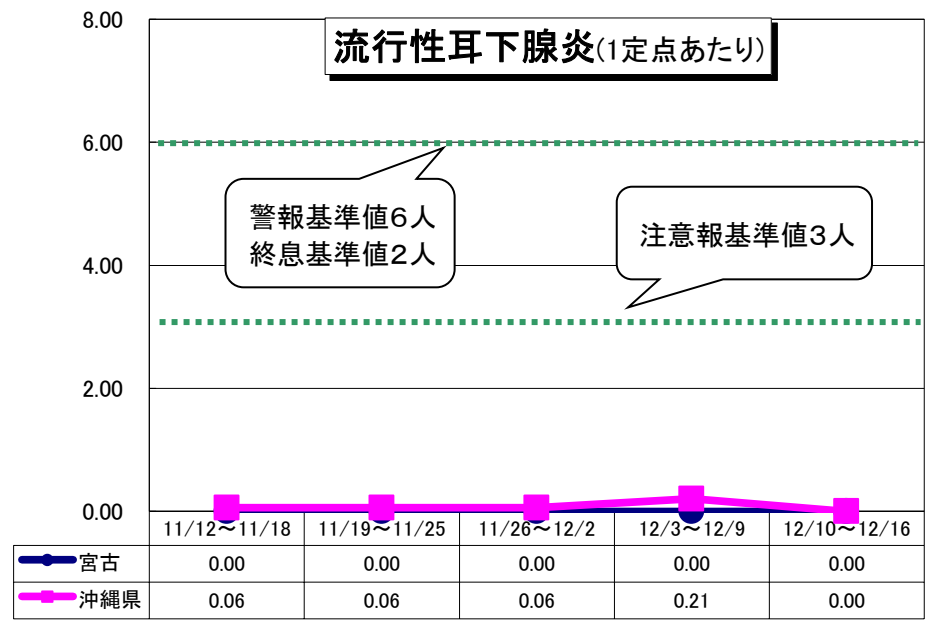 流行性耳下腺炎(1定点あたり)
8.00
6.00
4.00
2.00
0.00
警報基準値6人
終息基準値2人
注意報基準値3人
11/12～11/18 11/19～11/25 11/26～12/2 12/3～12/9 12/10～12/16
宮古 0.00 0.00 0.00 0.00 0.00
沖縄県 0.06 0.06 0.06 0.21 0.00